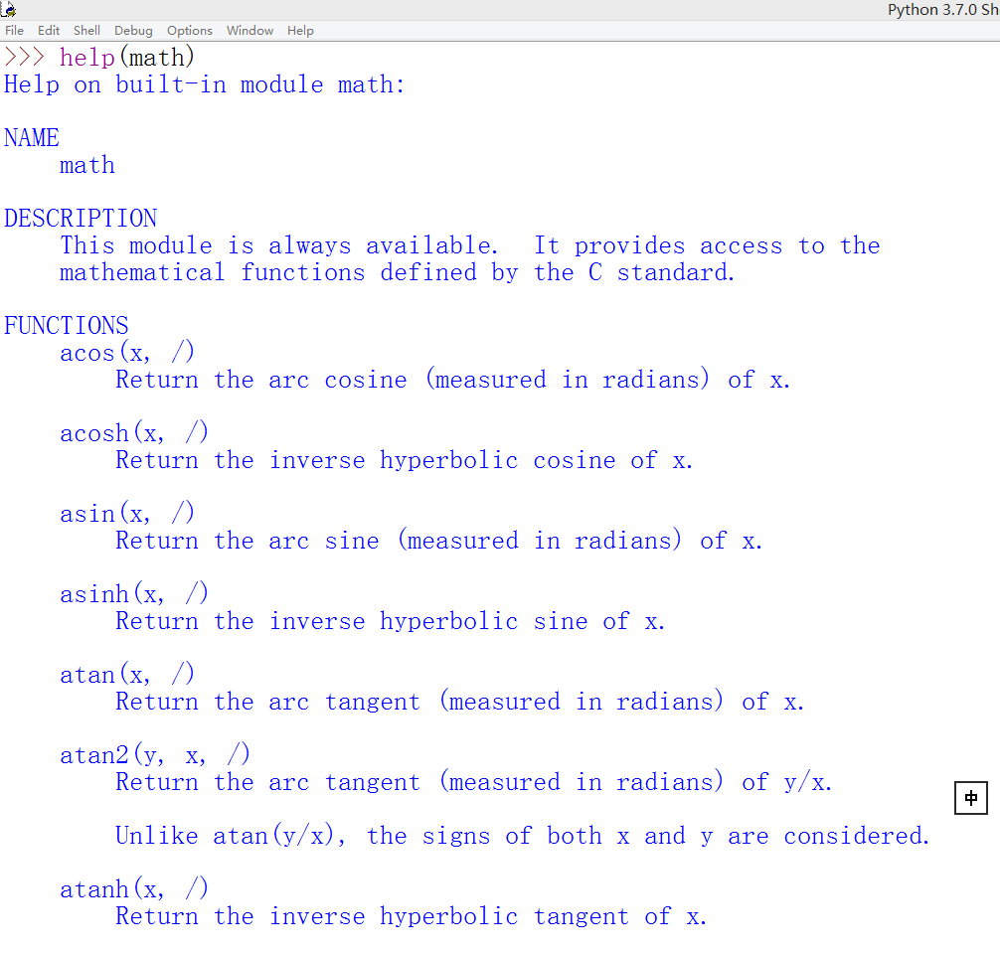 Python 3.7.0 Sh
File Edit Shell Debug Options Window Help
>>> help(math)
Help on built-in module math:
NAME
math
DESCRIPTION
This module is always available.  It provides access to the
mathematical functions defined by the C standard.
FUNCTIONS
acos(x, /)
Return the arc cosine (measured in radians) of x.
acosh(x, /)
Return the inverse hyperbolic cosine of x.
asin(x, /)
Return the arc sine (measured in radians) of x.
asinh(x, /)
Return the inverse hyperbolic sine of x.
atan(x, /)
Return the arc tangent (measured in radians) of x.
atan2(y, x, /)
Return the arc tangent (measured in radians) of y/x.
中
Unlike atan(y/x), the signs of both x and y are considered.
atanh(x, /)
Return the inverse hyperbolic tangent of x.